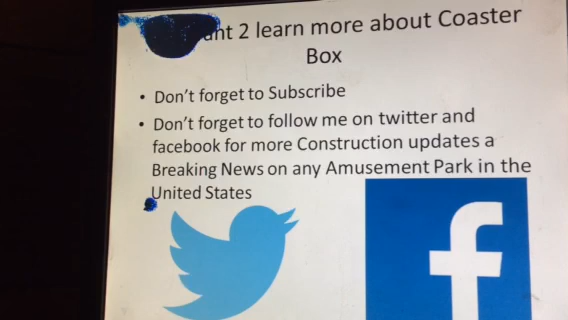 2 learn more about Coaster
Box
• Don't forget to Subscribe
• Don't forget to follow me on twitter and
facebook for more Construction updates a
Breaking News on any Amusement Park in the
United States
f